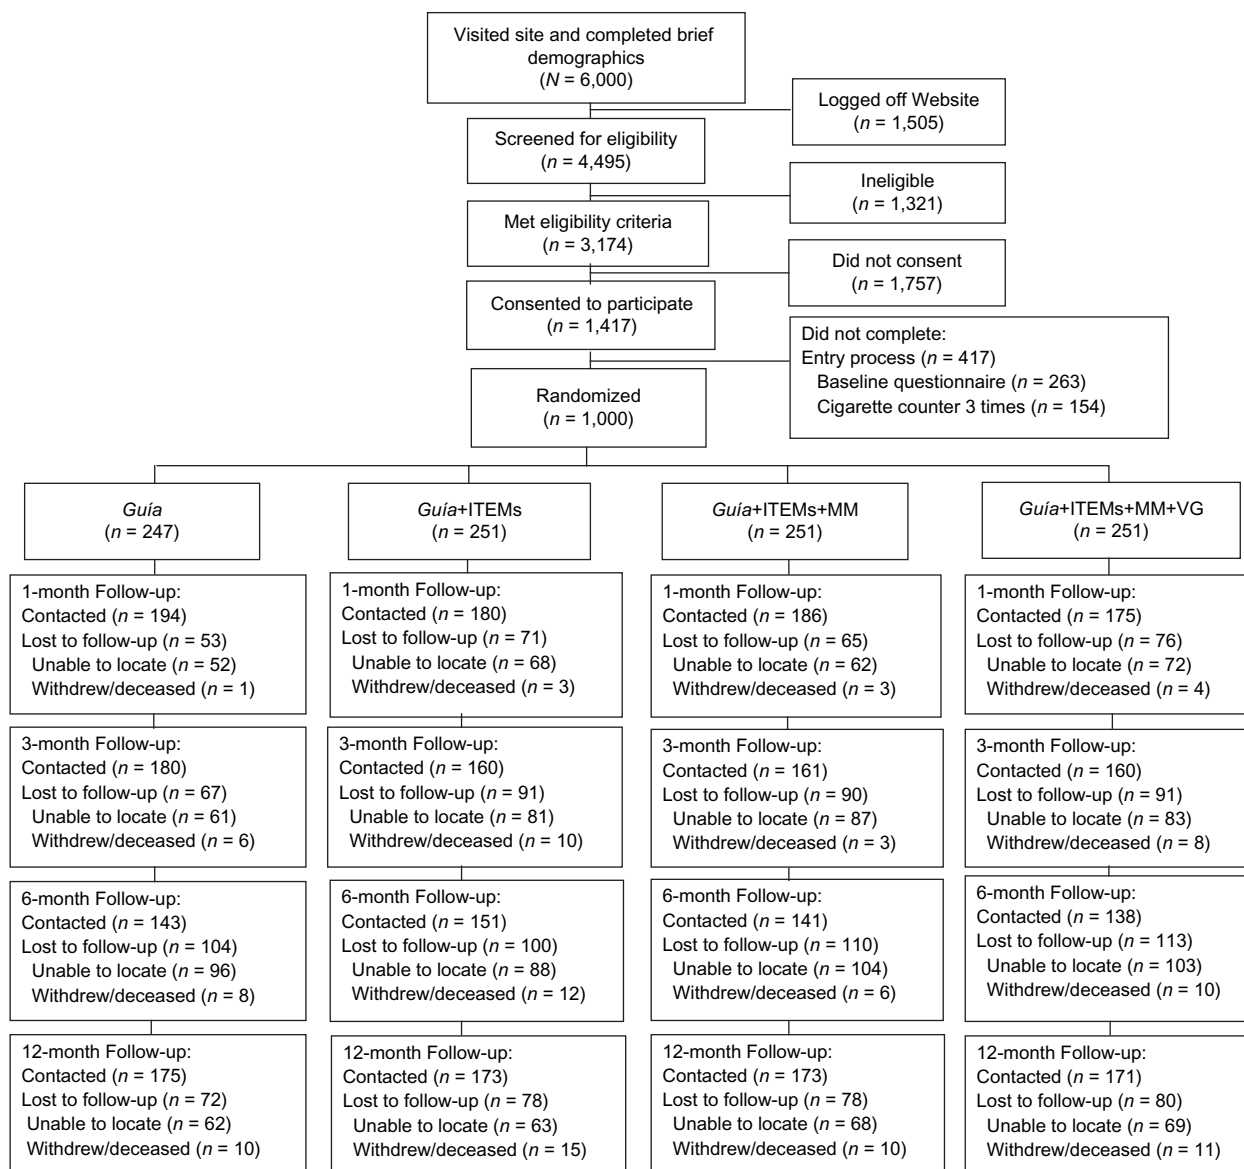 Visited site and completed brief
demographics
(N = 6,000)
Logged off Website
(n = 1,505)
Screened for eligibility
(n = 4,495)
Ineligible
(n = 1,321)
Met eligibility criteria
(n = 3,174)
Did not consent
(n = 1,757)
Consented to participate
(n = 1,417)
Did not complete:
Entry process (n = 417)
Baseline questionnaire (n = 263)
Cigarette counter 3 times (n = 154)
Randomized
(n = 1,000)
Guía
(n = 247)
Guía+ITEMs
(n = 251)
Guía+ITEMs+MM
(n = 251)
Guía+ITEMs+MM+VG
(n = 251)
1-month Follow-up:
Contacted (n = 194)
Lost to follow-up (n = 53)
Unable to locate (n = 52)
Withdrew/deceased (n = 1)
1-month Follow-up:
Contacted (n = 180)
Lost to follow-up (n = 71)
Unable to locate (n = 68)
Withdrew/deceased (n = 3)
1-month Follow-up:
Contacted (n = 186)
Lost to follow-up (n = 65)
Unable to locate (n = 62)
Withdrew/deceased (n = 3)
1-month Follow-up:
Contacted (n = 175)
Lost to follow-up (n = 76)
Unable to locate (n = 72)
Withdrew/deceased (n = 4)
3-month Follow-up:
Contacted (n = 180)
Lost to follow-up (n = 67)
Unable to locate (n = 61)
Withdrew/deceased (n = 6)
3-month Follow-up:
Contacted (n = 160)
Lost to follow-up (n = 91)
Unable to locate (n = 81)
Withdrew/deceased (n = 10)
3-month Follow-up:
Contacted (n = 161)
Lost to follow-up (n = 90)
Unable to locate (n = 87)
Withdrew/deceased (n = 3)
3-month Follow-up:
Contacted (n = 160)
Lost to follow-up (n = 91)
Unable to locate (n = 83)
Withdrew/deceased (n = 8)
6-month Follow-up:
Contacted (n = 143)
Lost to follow-up (n = 104)
Unable to locate (n = 96)
Withdrew/deceased (n = 8)
6-month Follow-up:
Contacted (n = 151)
Lost to follow-up (n = 100)
Unable to locate (n = 88)
Withdrew/deceased (n = 12)
6-month Follow-up:
Contacted (n = 141)
Lost to follow-up (n = 110)
Unable to locate (n = 104)
Withdrew/deceased (n = 6)
6-month Follow-up:
Contacted (n = 138)
Lost to follow-up (n = 113)
Unable to locate (n = 103)
Withdrew/deceased (n = 10)
12-month Follow-up:
Contacted (n = 175)
Lost to follow-up (n = 72)
Unable to locate (n = 62)
Withdrew/deceased (n = 10)
12-month Follow-up:
Contacted (n = 173)
Lost to follow-up (n = 78)
Unable to locate (n = 63)
Withdrew/deceased (n = 15)
12-month Follow-up:
Contacted (n = 173)
Lost to follow-up (n = 78)
Unable to locate (n = 68)
Withdrew/deceased (n = 10)
12-month Follow-up:
Contacted (n = 171)
Lost to follow-up (n = 80)
Unable to locate (n = 69)
Withdrew/deceased (n = 11)